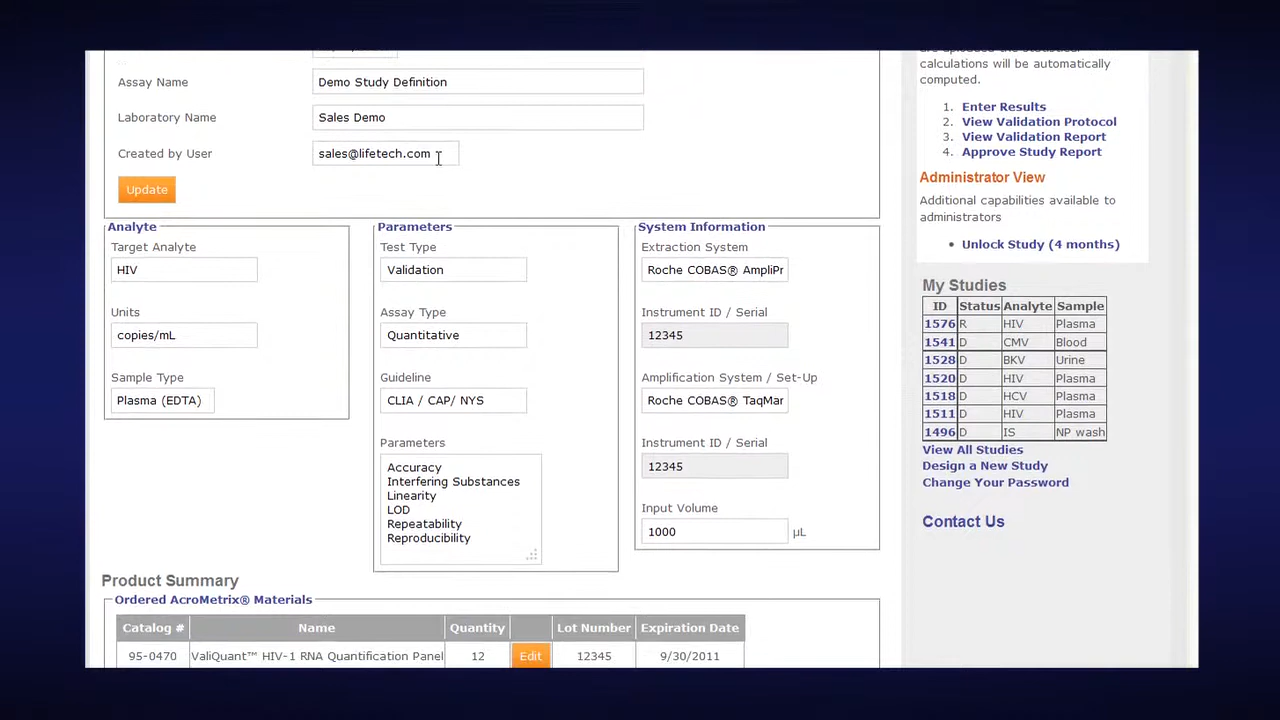 Assay Name
Demo Study Definition
Laboratory Name
Sales Demo
Created by User
sales@lifetech.com
Update
Analyte
Target Analyte
HIV
Units
copies/mL
Sample Type
Plasma (EDTA)
Parameters
Test Type
Validation
Assay Type
Quantitative
Guideline
CLIA / CAP/ NYS
Parameters
Accuracy
Interfering Substances
Linearity
LOD
Repeatability
Reproducibility
System Information
Extraction System
Roche COBAS® AmpliPr
Instrument ID / Serial
12345
Amplification System / Set-Up
Roche COBAS® TaqMar
Instrument ID / Serial
12345
Input Volume
1000 µL
Product Summary
Ordered AcroMetrix® Materials
Catalog # Name Quantity Lot Number Expiration Date
95-0470 ValiQuant™ HIV-1 RNA Quantification Panel 12 Edit 12345 9/30/2011
calculations will be automatically
computed.
1. Enter Results
2. View Validation Protocol
3. View Validation Report
4. Approve Study Report
Administrator View
Additional capabilities available to
administrators
• Unlock Study (4 months)
My Studies
ID Status Analyte Sample
1576 R HIV Plasma
1541 D CMV Blood
1528 D BKV Urine
1520 D HIV Plasma
1518 D HCV Plasma
1511 D HIV Plasma
1496 D IS NP wash
View All Studies
Design a New Study
Change Your Password
Contact Us